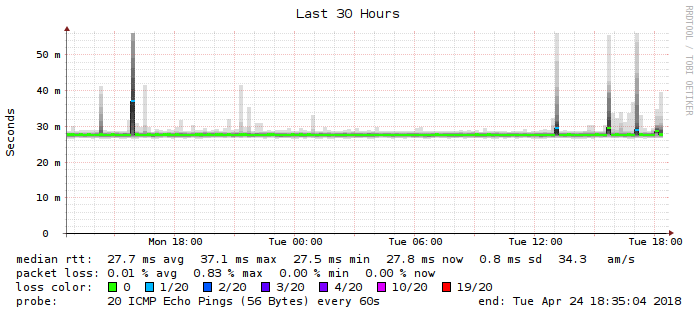 Last 30 Hours
RRDTOOL / TOBI OETIKER
Seconds
50 m
40 m
30 m
20 m
10 m
0
Mon 18:00 Tue 00:00 Tue 06:00 Tue 12:00 Tue 18:00
median rtt: 27.7 ms avg 37.1 ms max 27.5 ms min 27.8 ms now 0.8 ms sd 34.3 am/s
packet loss: 0.01 % avg 0.83 % max 0.00 % min 0.00 % now
loss color: 0 1/20 2/20 3/20 4/20 10/20 19/20
probe: 20 ICMP Echo Pings (56 Bytes) every 60s end: Tue Apr 24 18:35:04 2018